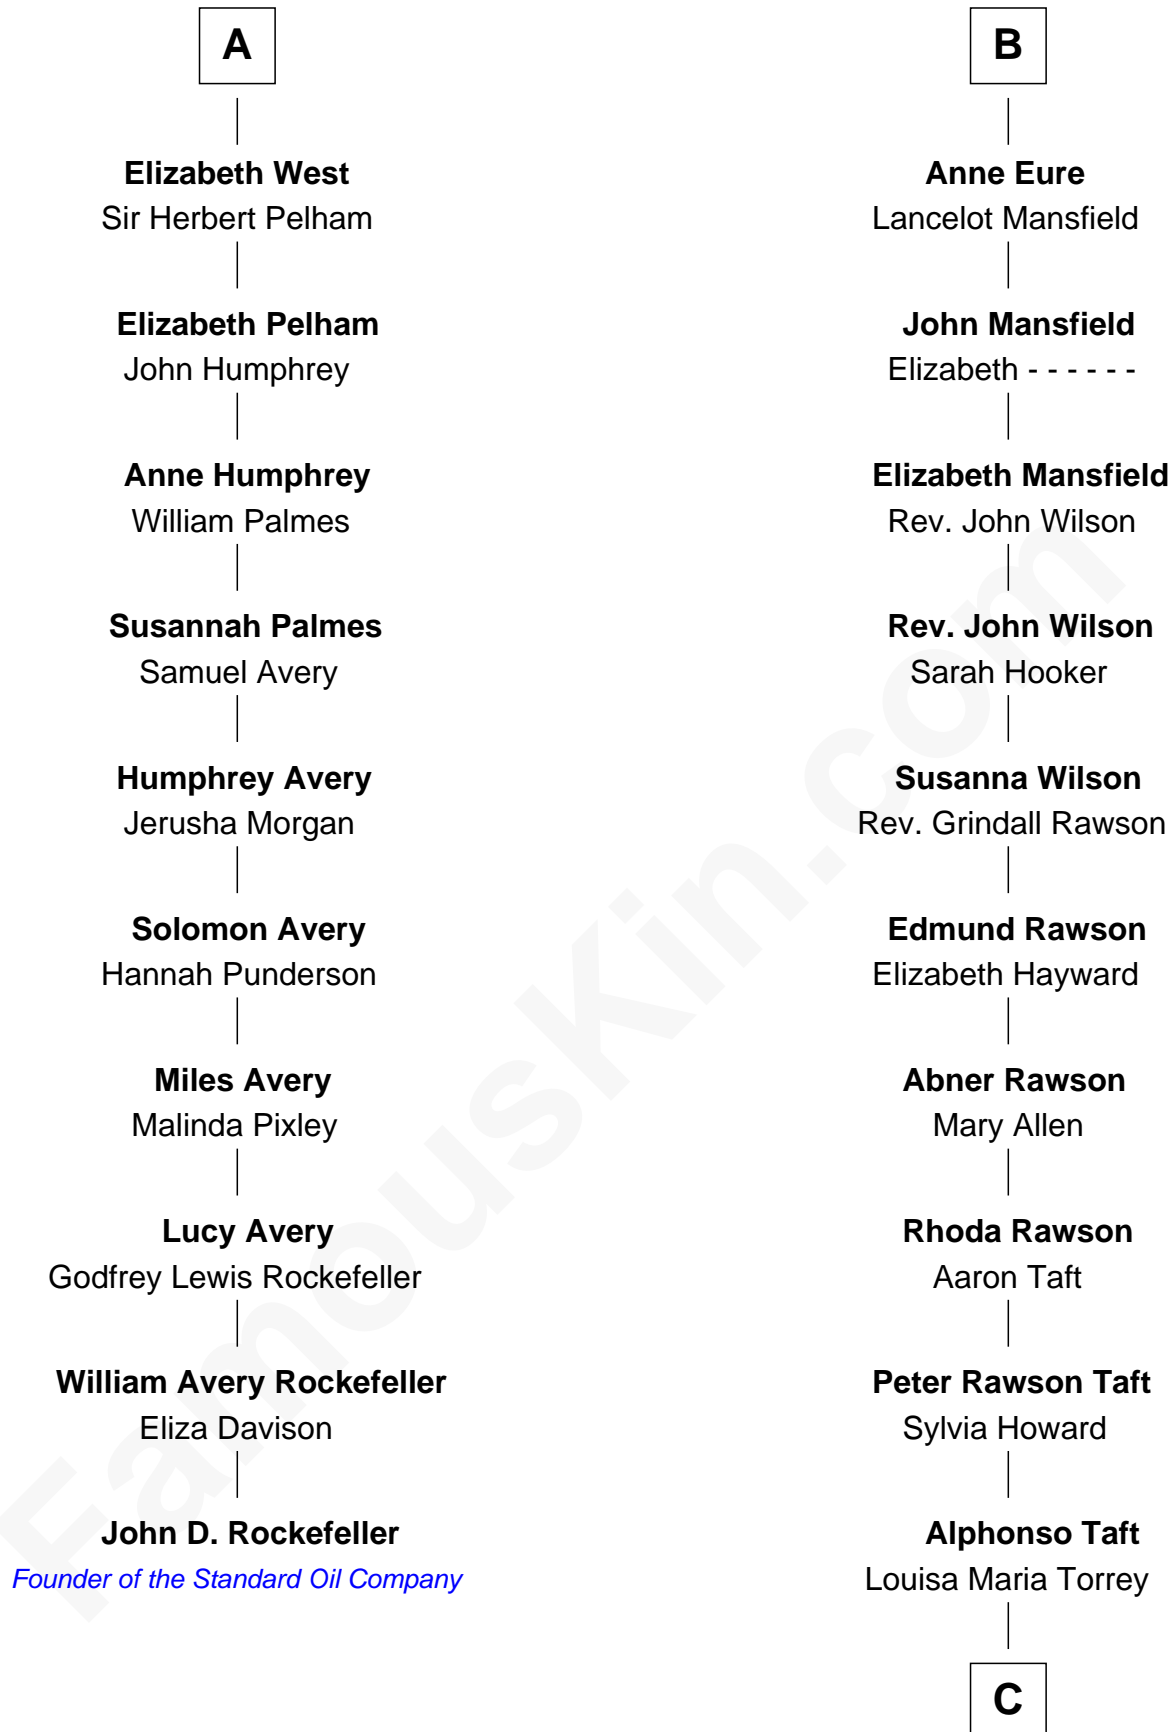 A
Elizabeth West
Sir Herbert Pelham
Elizabeth Pelham
John Humphrey
Anne Humphrey
William Palmes
Susannah Palmes
Samuel Avery
Humphrey Avery
Jerusha Morgan
Solomon Avery
Hannah Punderson
Miles Avery
Malinda Pixley
Lucy Avery
Godfrey Lewis Rockefeller
William Avery Rockefeller
Eliza Davison
John D. Rockefeller
Founder of the Standard Oil Company
B
Anne Eure
Lancelot Mansfield
John Mansfield
Elizabeth - - - - - -
Elizabeth Mansfield
Rev. John Wilson
Rev. John Wilson
Sarah Hooker
Susanna Wilson
Rev. Grindall Rawson
Edmund Rawson
Elizabeth Hayward
Abner Rawson
Mary Allen
Rhoda Rawson
Aaron Taft
Peter Rawson Taft
Sylvia Howard
Alphonso Taft
Louisa Maria Torrey
C
FamousKin.com